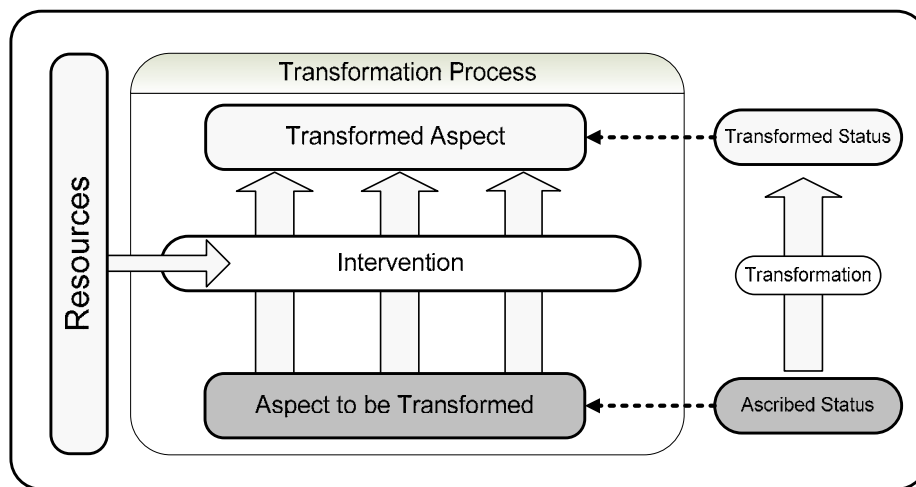 Transformation Process
Transformed Aspect
Transformed Status
Resources
Intervention
Transformation
Aspect to be Transformed
Ascribed Status